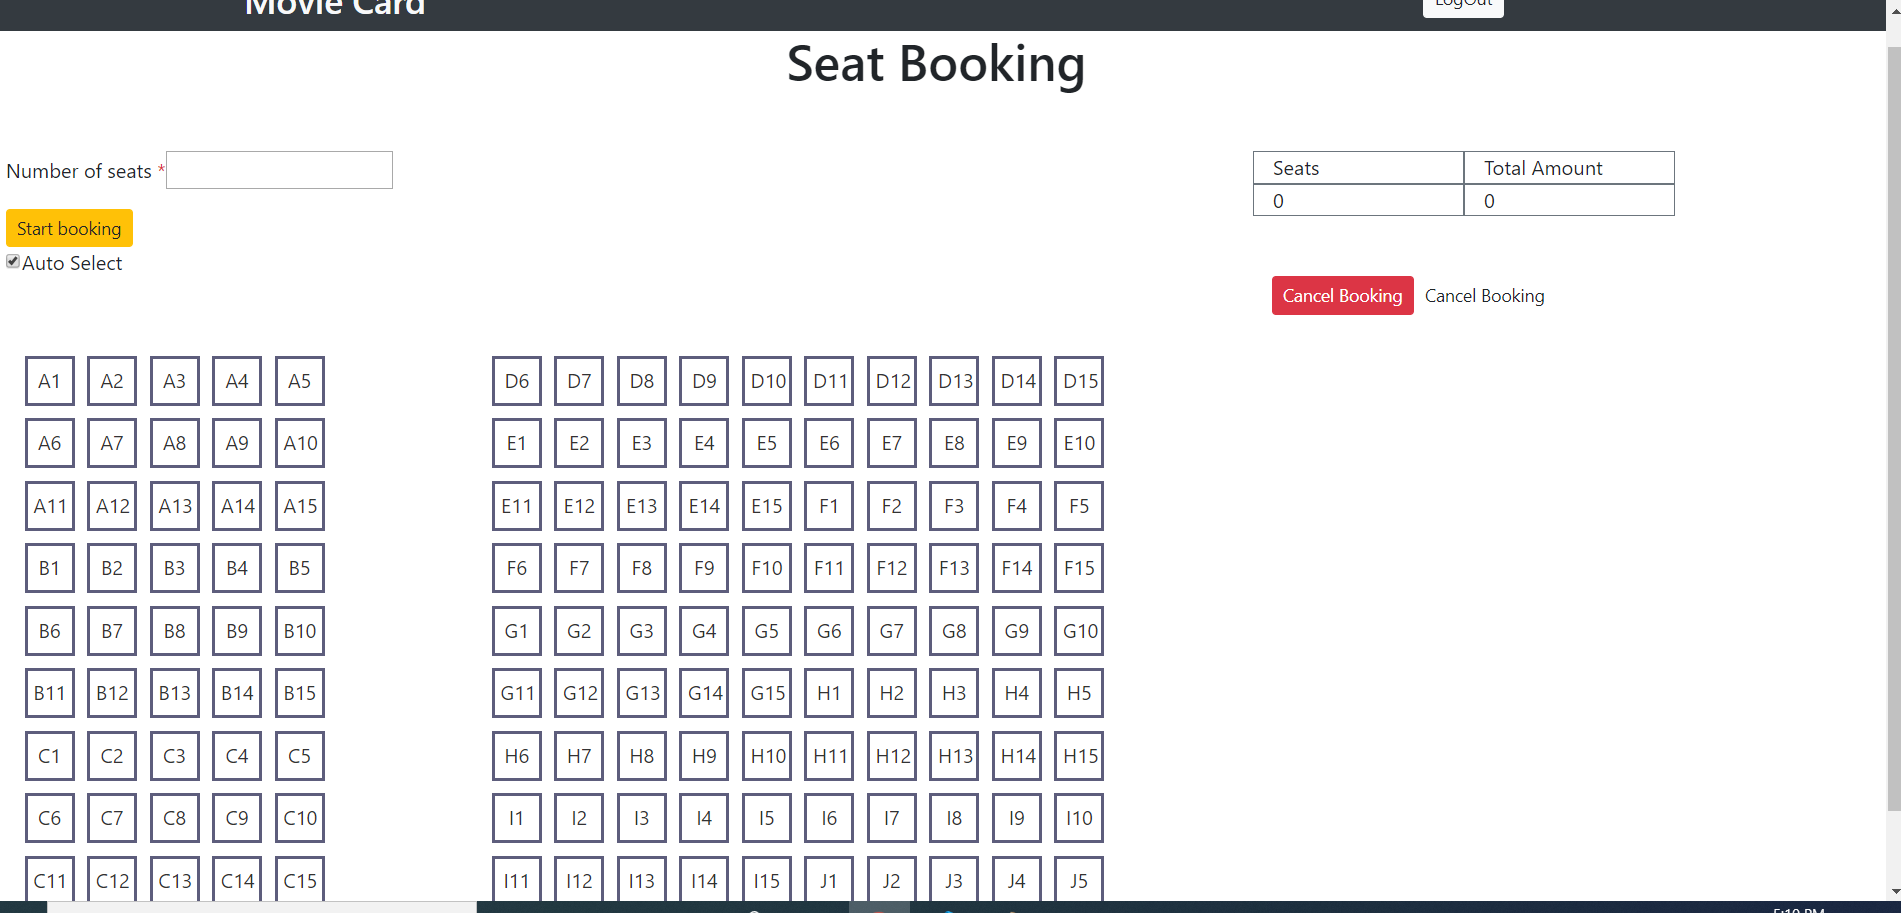 Movie Card
LogOut
Seat Booking
Number of seats *
Start booking
Auto Select
Seats Total Amount
0 0
Cancel Booking Cancel Booking
A1 A2 A3 A4 A5 D6 D7 D8 D9 D10 D11 D12 D13 D14 D15
A6 A7 A8 A9 A10 E1 E2 E3 E4 E5 E6 E7 E8 E9 E10
A11 A12 A13 A14 A15 E11 E12 E13 E14 E15 F1 F2 F3 F4 F5
B1 B2 B3 B4 B5 F6 F7 F8 F9 F10 F11 F12 F13 F14 F15
B6 B7 B8 B9 B10 G1 G2 G3 G4 G5 G6 G7 G8 G9 G10
B11 B12 B13 B14 B15 G11 G12 G13 G14 G15 H1 H2 H3 H4 H5
C1 C2 C3 C4 C5 H6 H7 H8 H9 H10 H11 H12 H13 H14 H15
C6 C7 C8 C9 C10 I1 I2 I3 I4 I5 I6 I7 I8 I9 I10
C11 C12 C13 C14 C15 I11 I12 I13 I14 I15 J1 J2 J3 J4 J5
5:10 PM